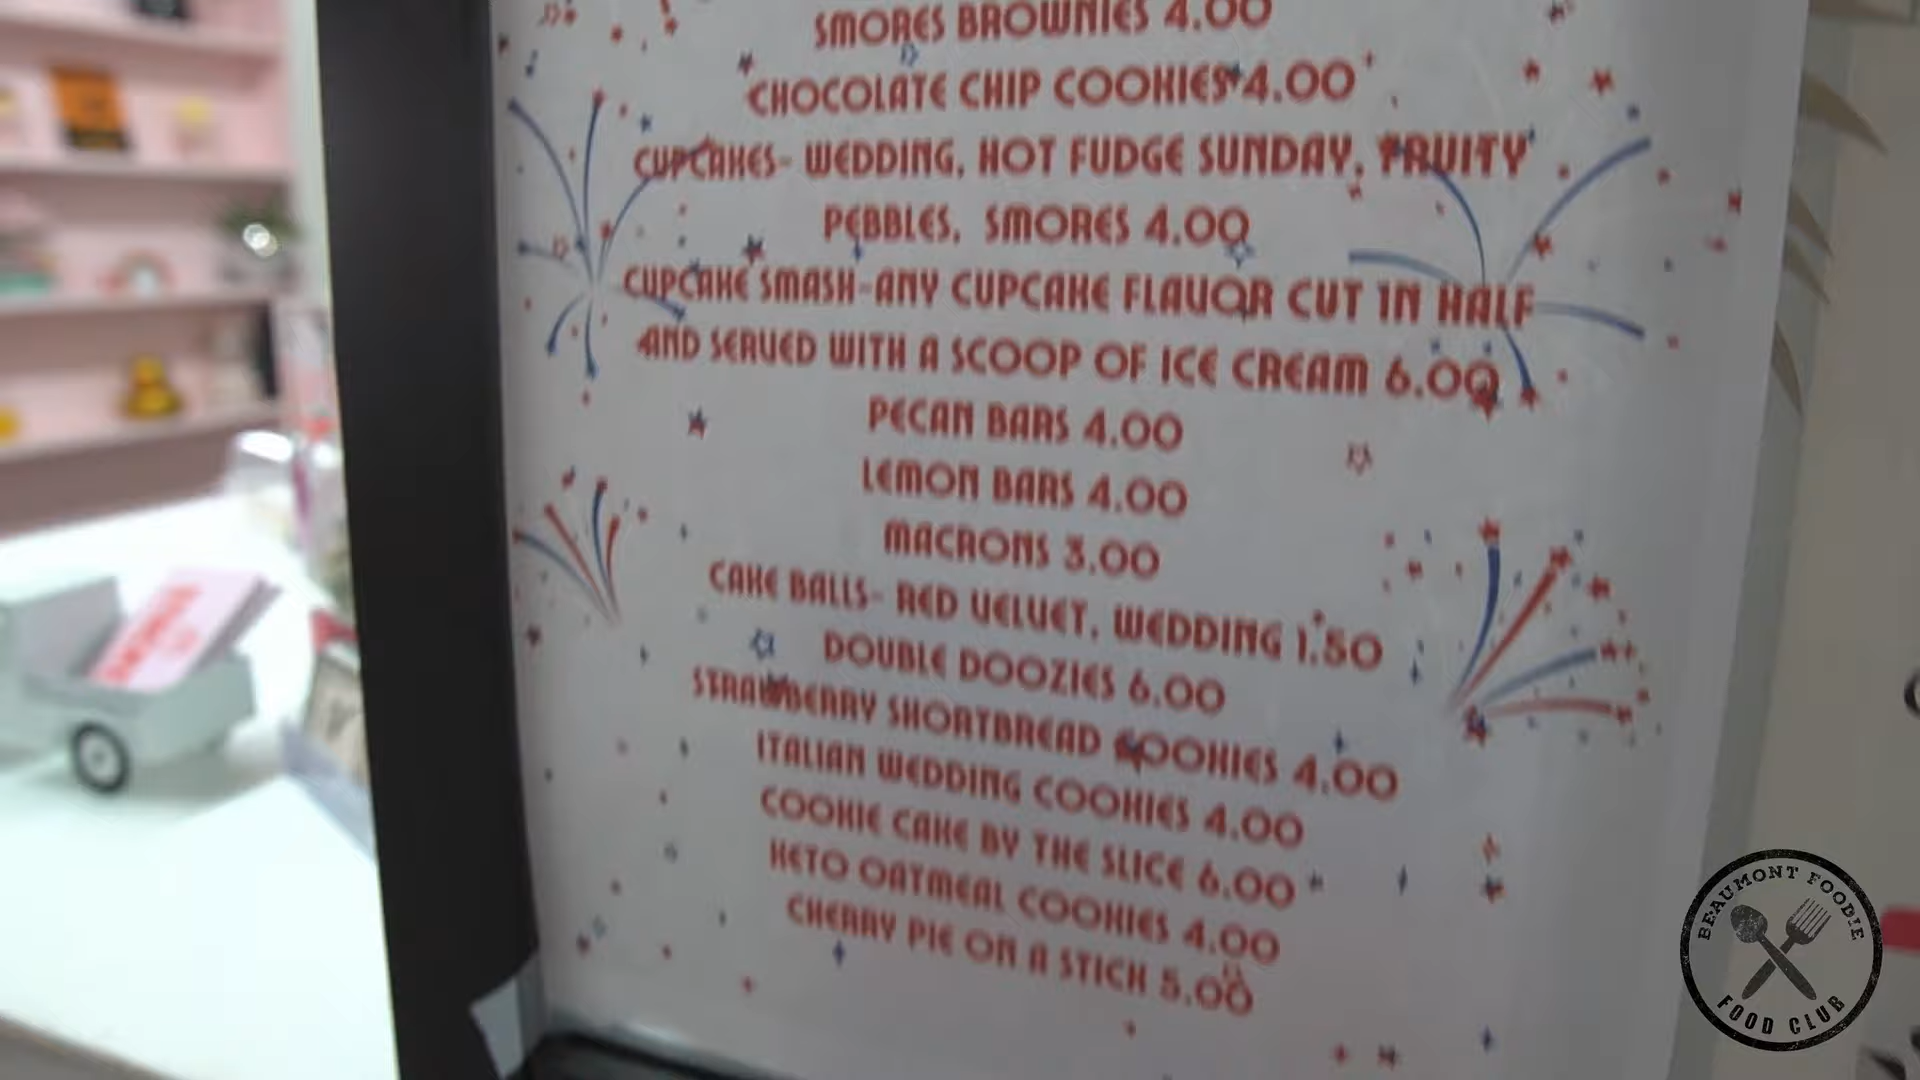 SMORES BROWNIES 4.00
CHOCOLATE CHIP COOKIES 4.00
CUPCAKES- WEDDING, HOT FUDGE SUNDAY, FRUITY
PEBBLES, SMORES 4.00
CUPCAKE SMASH-ANY CUPCAKE FLAVOR CUT IN HALF
AND SERVED WITH A SCOOP OF ICE CREAM 6.00
PECAN BARS 4.00
LEMON BARS 4.00
MACRONS 3.00
CAKE BALLS- RED VELVET, WEDDING 1.50
DOUBLE DOOZIES 6.00
STRAWBERRY SHORTBREAD COOKIES 4.00
ITALIAN WEDDING COOKIES 4.00
COOKIE CAKE BY THE SLICE 6.00
KETO OATMEAL COOKIES 4.00
CHERRY PIE ON A STICK 5.00
BEAUMONT FOODIE
FOOD CLUB